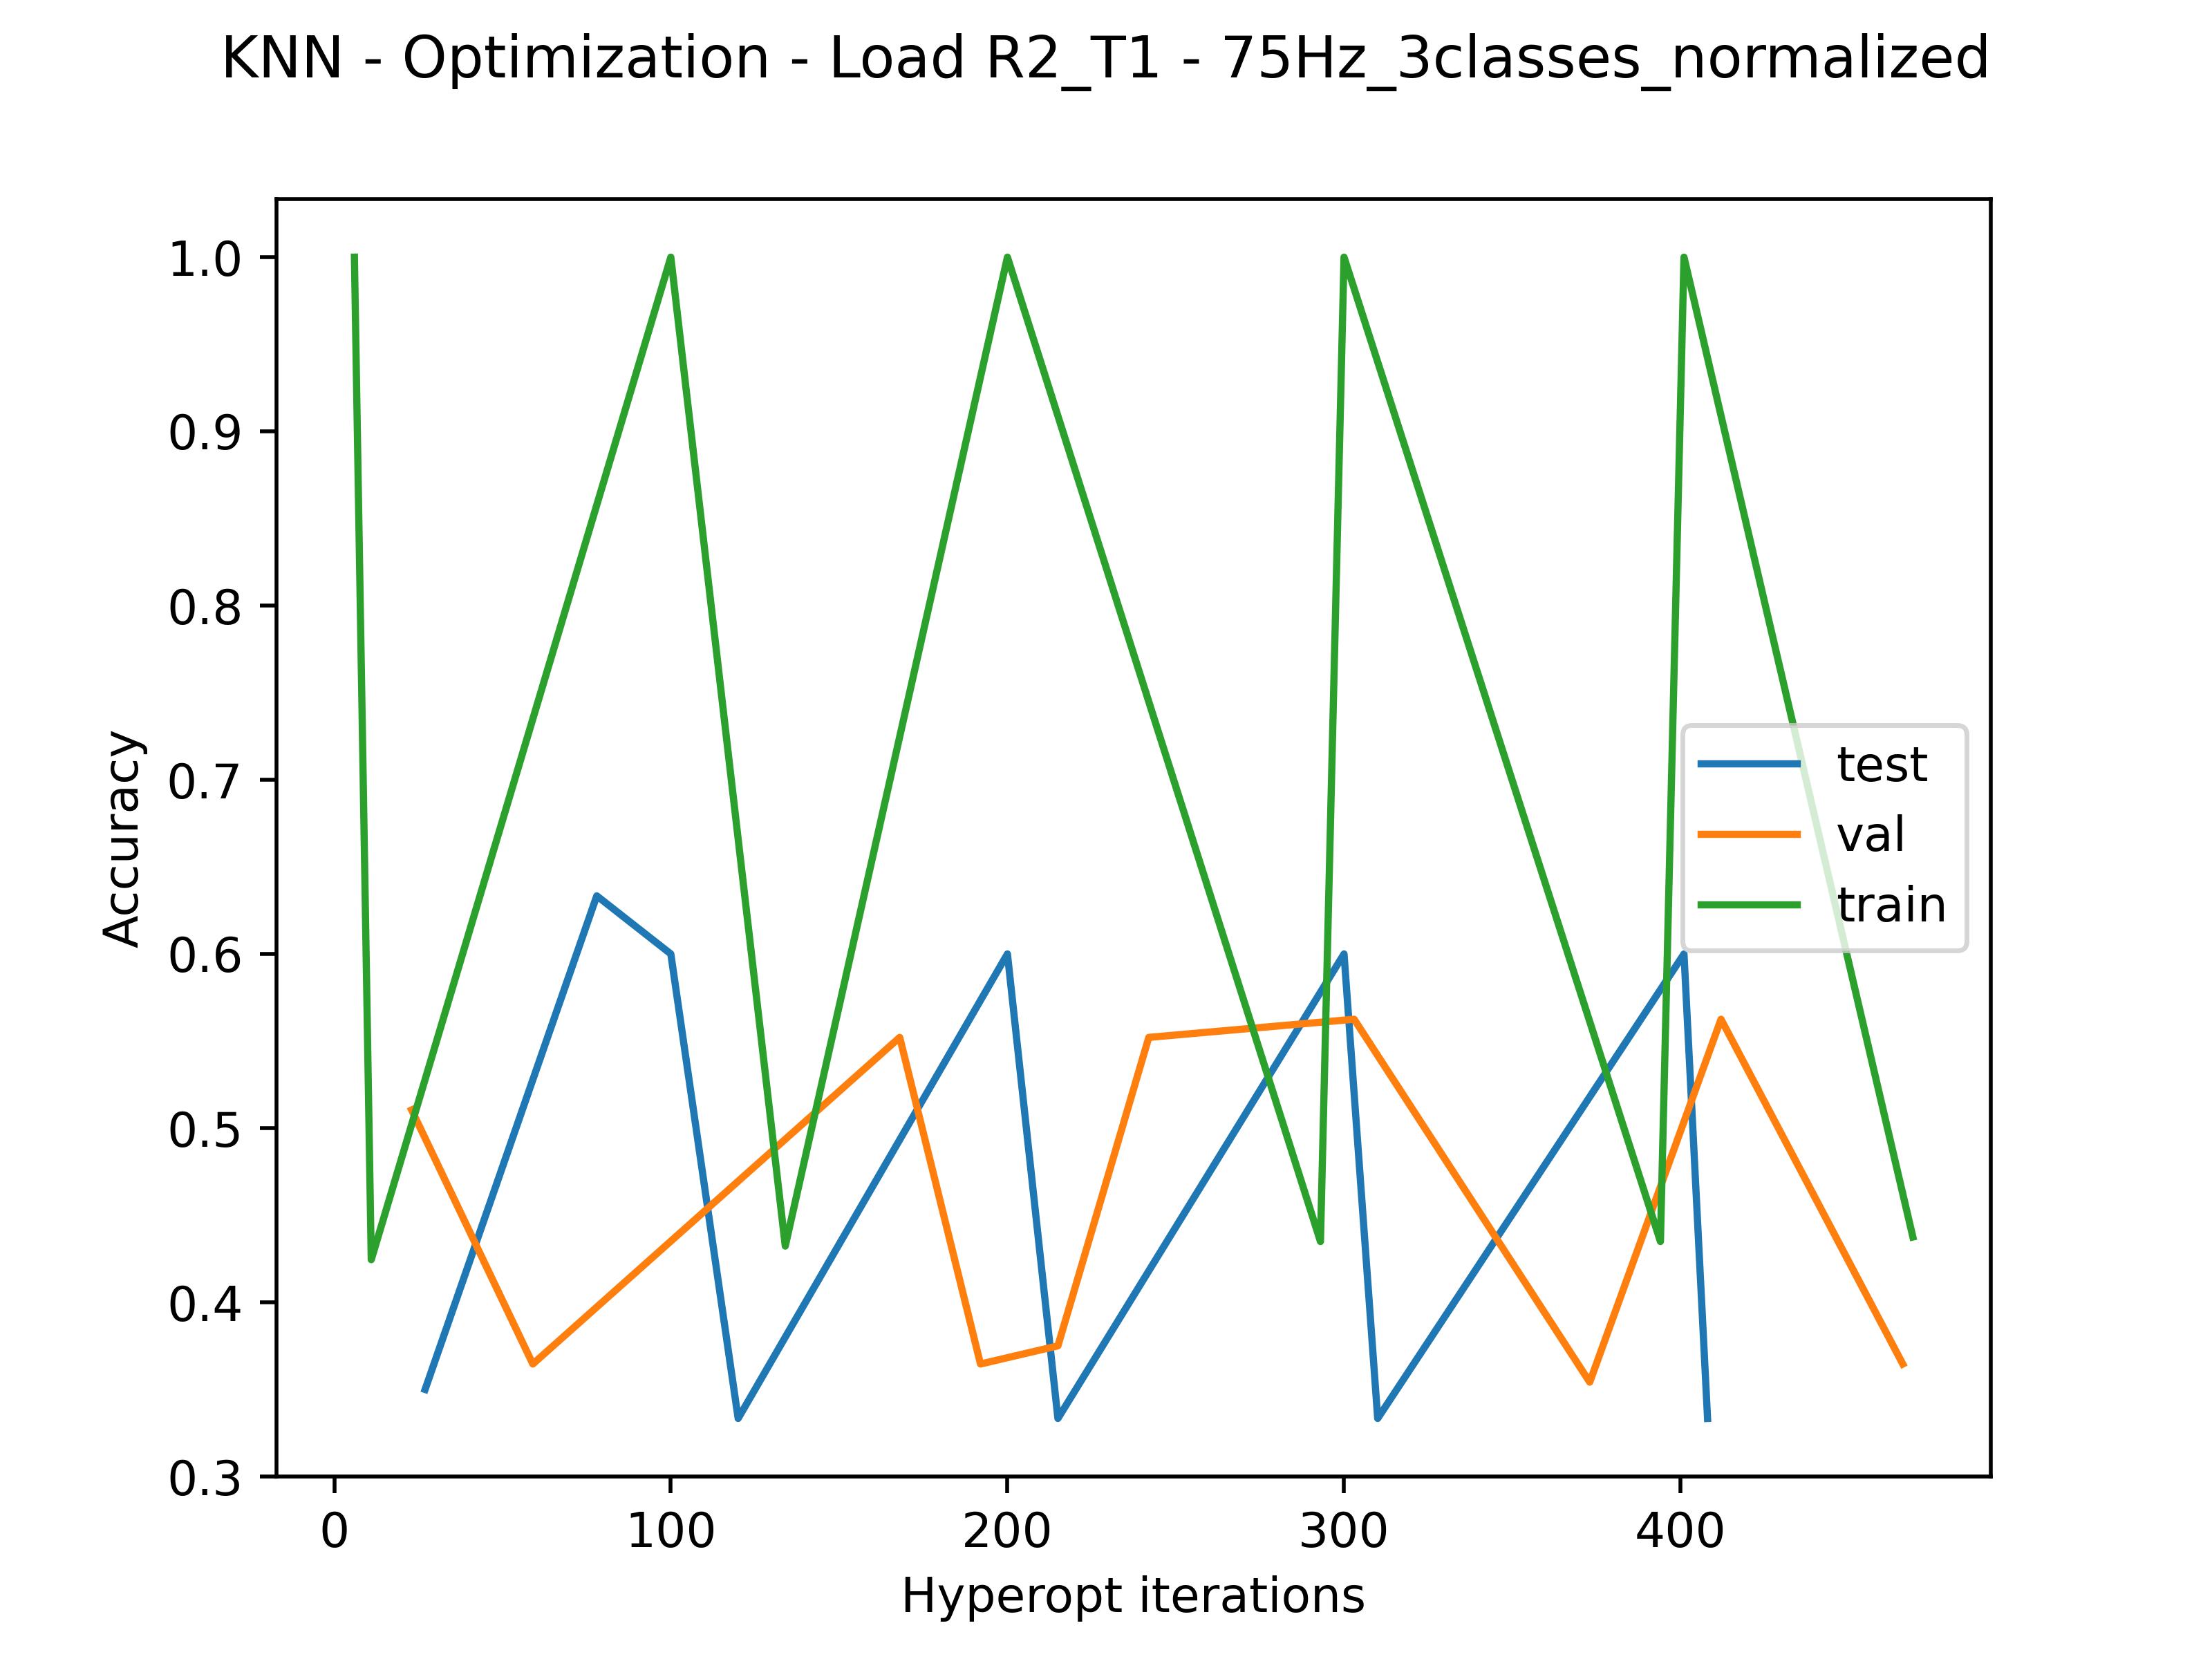 KNN - Optimization - Load R2_T1 - 75Hz_3classes_normalized
1.0
0.9
0.8
0.7
0.6
0.5
0.4
0.3
Accuracy
test
val
train
0 100 200 300 400
Hyperopt iterations